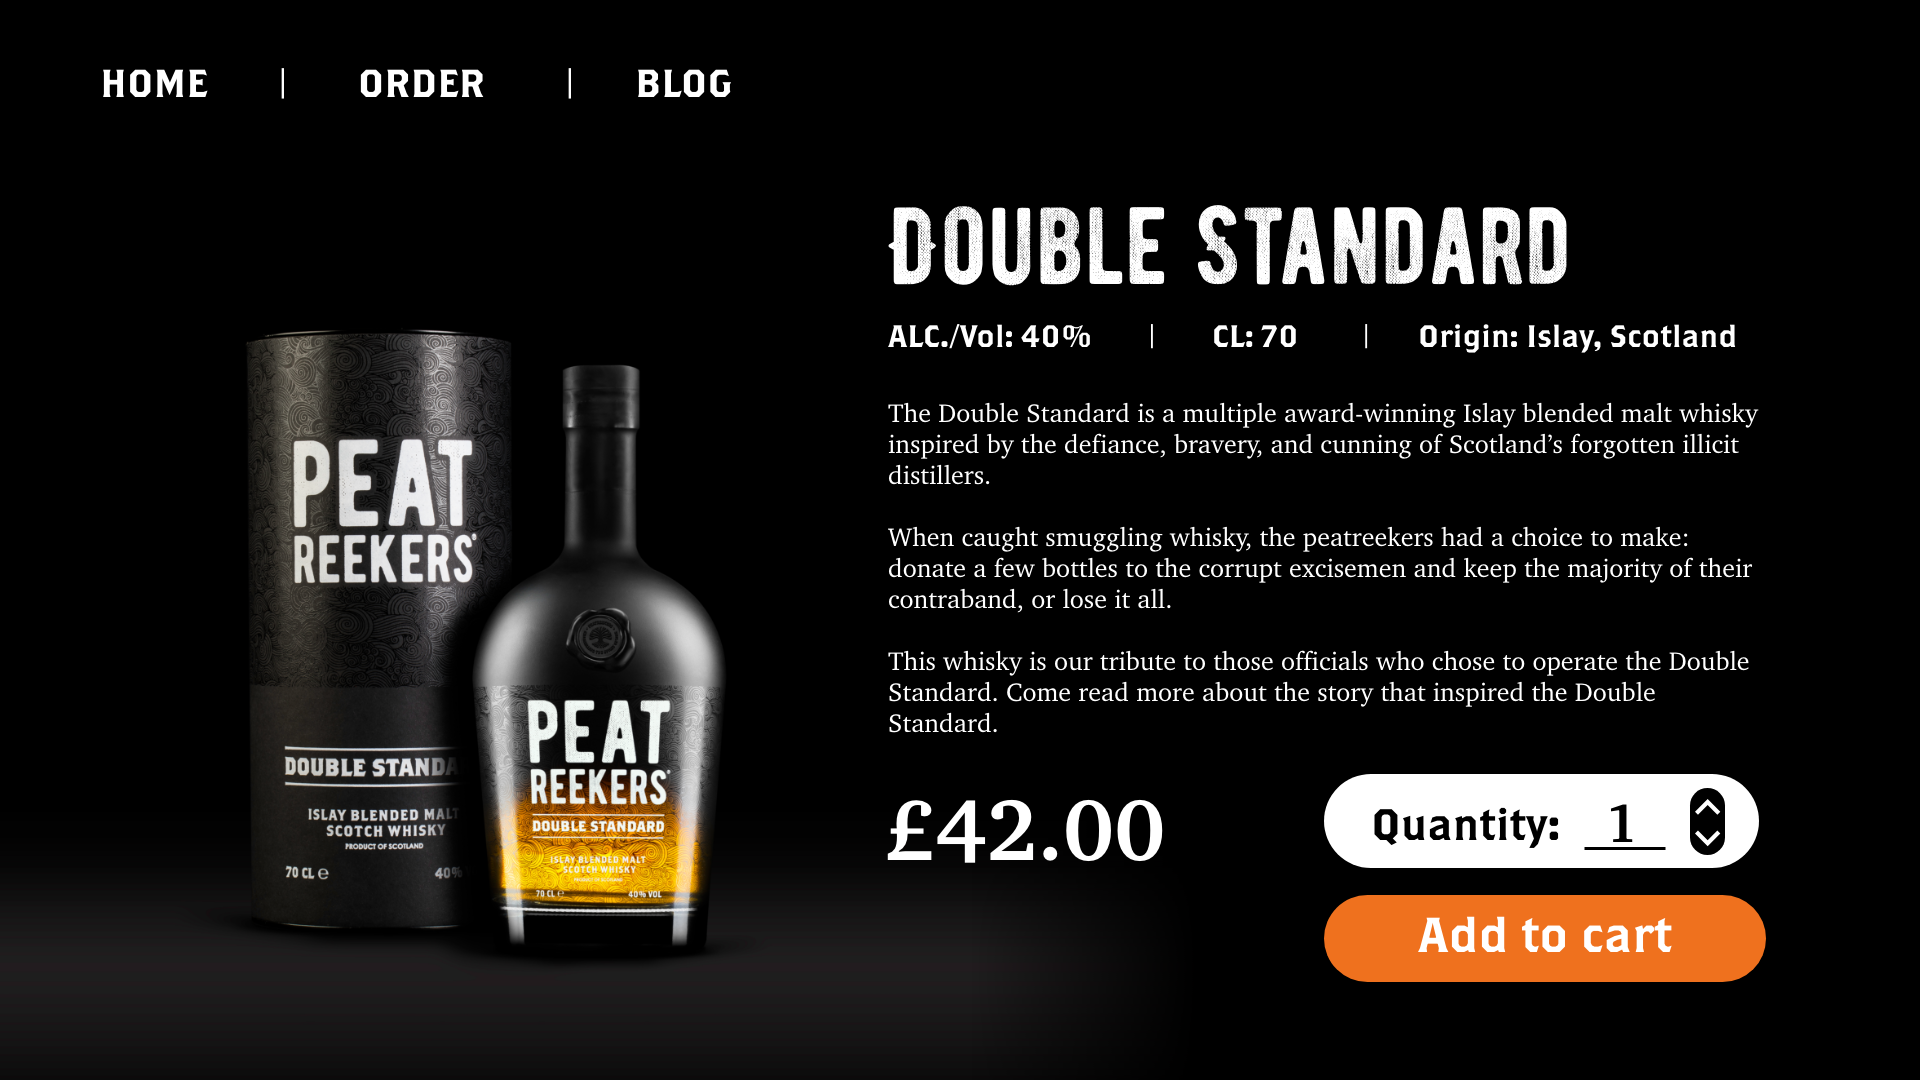 HOME | ORDER | BLOG
DOUBLE STANDARD
ALC./Vol: 40% | CL: 70 | Origin: Islay, Scotland
The Double Standard is a multiple award-winning Islay blended malt whisky
inspired by the defiance, bravery, and cunning of Scotland’s forgotten illicit
distillers.
When caught smuggling whisky, the peatreekers had a choice to make:
donate a few bottles to the corrupt excisemen and keep the majority of their
contraband, or lose it all.
This whisky is our tribute to those officials who chose to operate the Double
Standard. Come read more about the story that inspired the Double
Standard.
£42.00
Quantity: 1
Add to cart
PEAT
REEKERS®
DOUBLE STANDA
ISLAY BLENDED MALT
SCOTCH WHISKY
PRODUCT OF SCOTLAND
70 CL ℮ 40%
PEAT
REEKERS®
DOUBLE STANDARD
ISLAY BLENDED MALT
SCOTCH WHISKY
70 CL ℮ 40% VOL